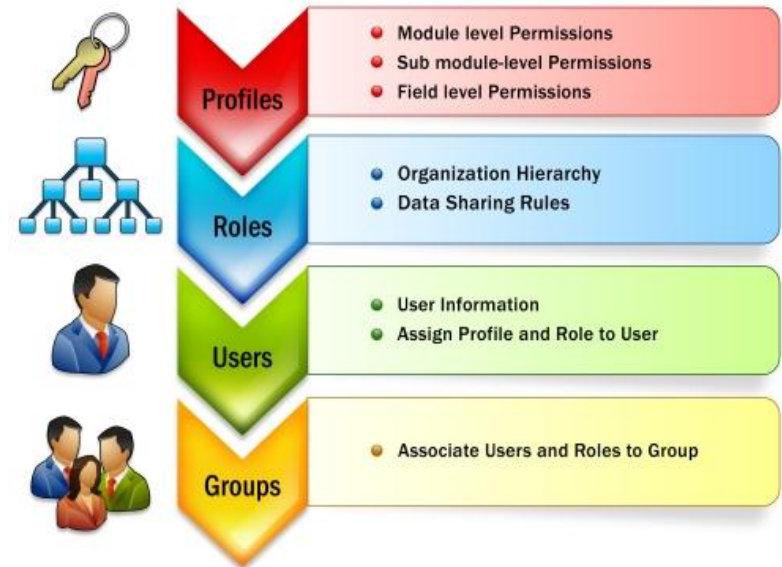 Profiles
Module level Permissions
Sub module-level Permissions
Field level Permissions
Roles
Organization Hierarchy
Data Sharing Rules
Users
User Information
Assign Profile and Role to User
Groups
Associate Users and Roles to Group